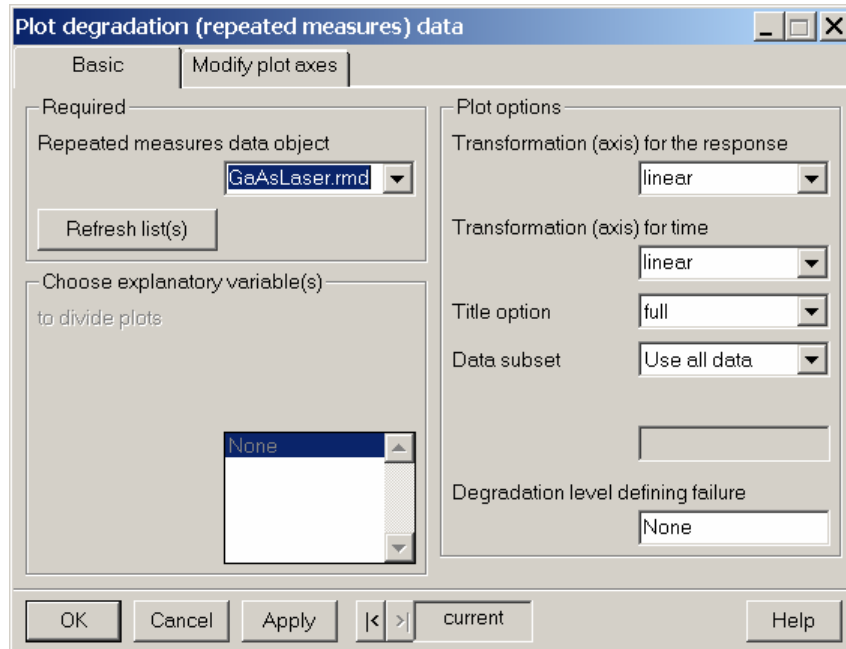 Plot degradation (repeated measures) data
Basic
Modify plot axes
Required
Repeated measures data object
GaAsLaser.rmd
Refresh list(s)
Choose explanatory variable(s)
to divide plots
None
Plot options
Transformation (axis) for the response
linear
Transformation (axis) for time
linear
Title option
full
Data subset
Use all data
Degradation level defining failure
None
OK
Cancel
Apply
|<
>|
current
Help